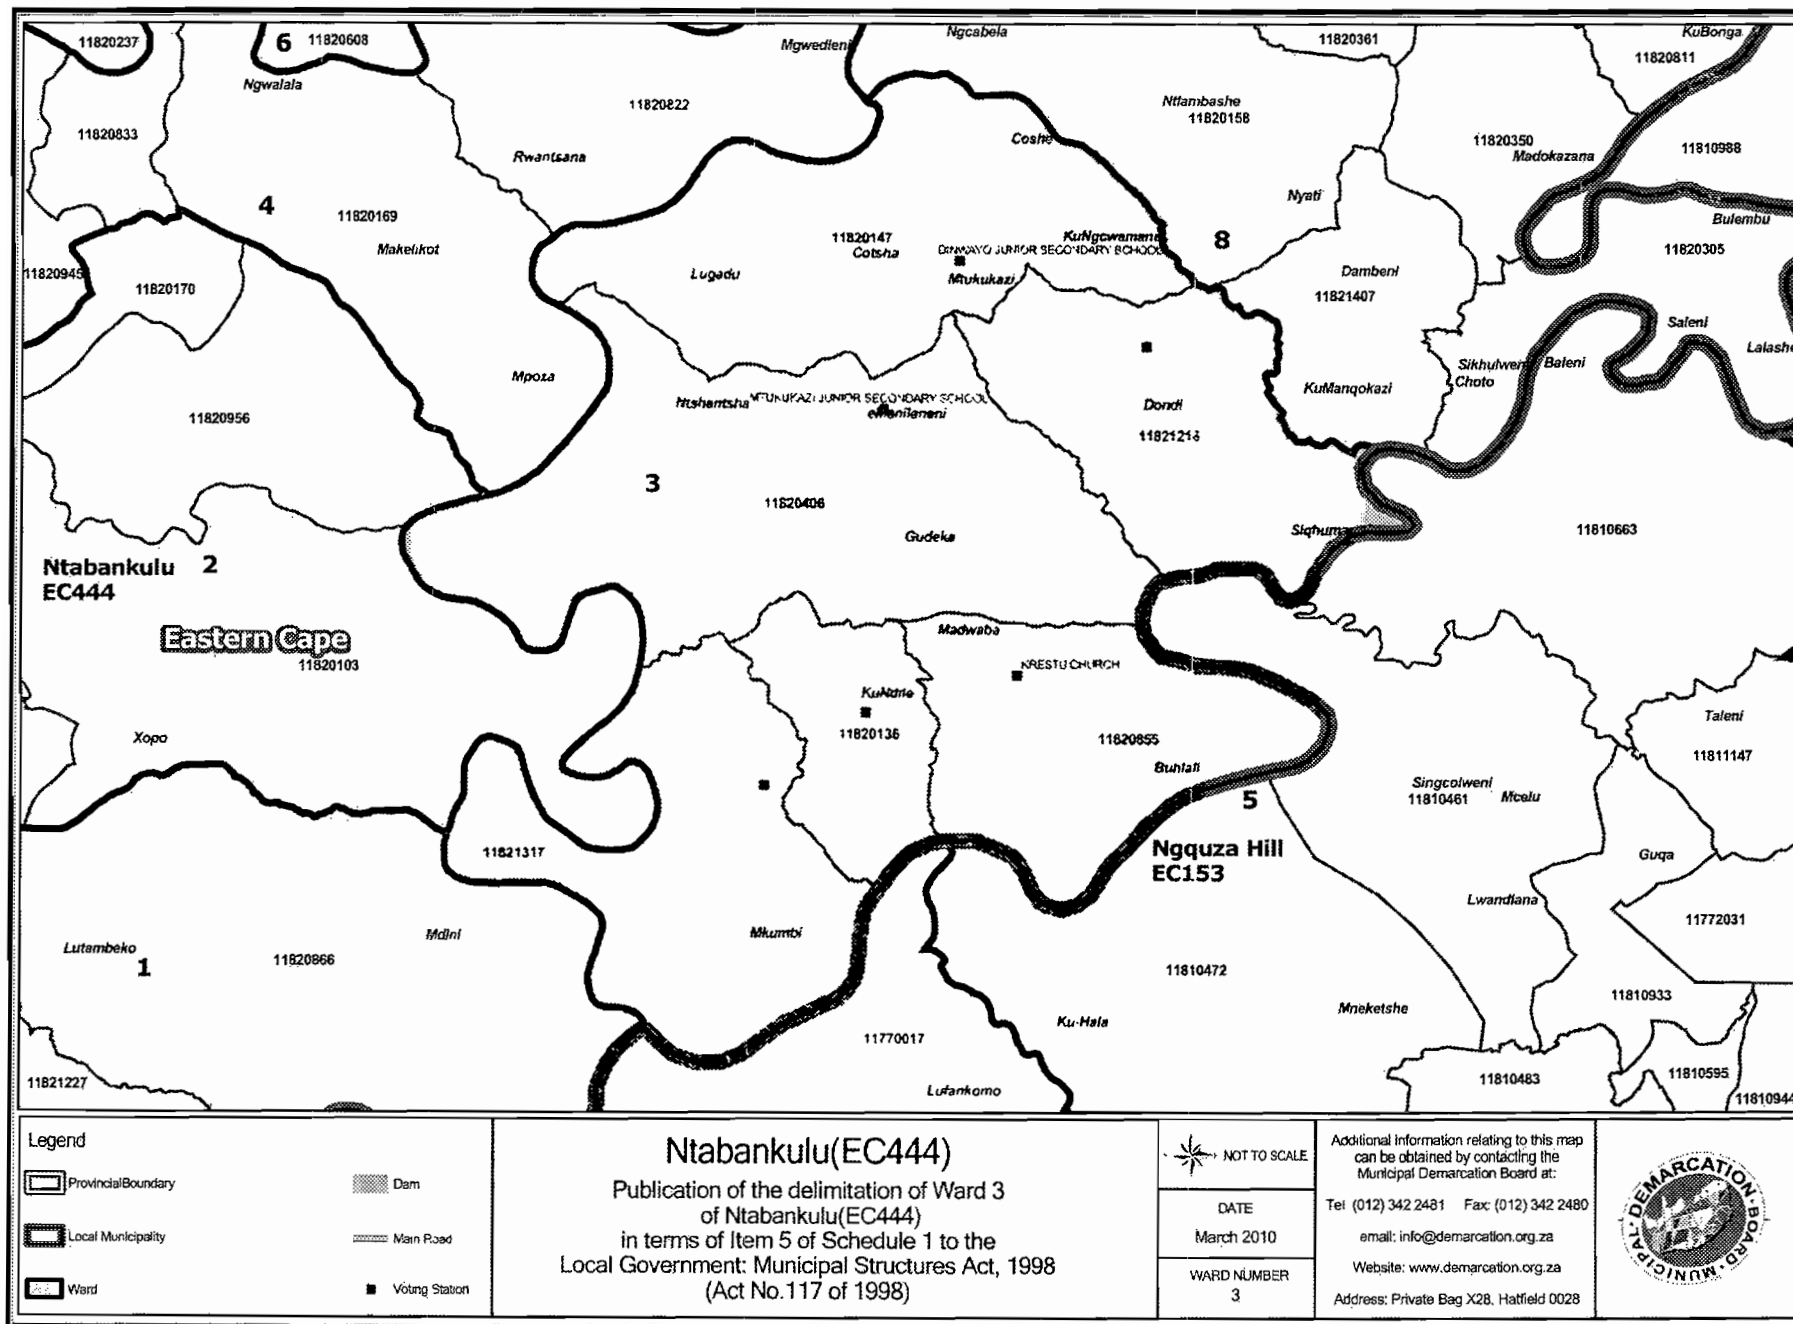 11820237
6
11820608
Ngwalala
Mgwedleni
Ngcabela
11820361
KuBonga
11820811
11820833
11820822
Ntlambashe
11820158
11820350
Madokazana
11810988
Rwantsana
Coshe
Nyati
4
11820169
Makelikot
11820147
Cotsha
KuNgcwamane
DINWAYO JUNIOR SECONDARY SCHOOL
8
Bulembu
11820305
11820945
11820170
Lugadu
Mtukukazi
Dambeni
11821407
Saleni
Lalashe
Mpoza
Sikhulweni
Choto
Baleni
KuManqokazi
11820956
Ntshantsha
MTUKUKAZI JUNIOR SECONDARY SCHOOL
Dondi
3
11820406
Gudeka
Siqhuma
11810663
Ntabankulu
EC444
2
Eastern Cape
11820103
Madwaba
KRESTU CHURCH
KuNdile
11820136
11820855
Buhlali
Xopo
Taleni
11811147
Singcolweni
11810461
Mcelu
5
Ngquza Hill
EC153
11821317
Guqa
Lwandlana
11772031
Lutambeko
1
11820866
Mdini
Mkumbi
11810472
11810933
Mneketshe
Ku-Hala
11770017
Lufankomo
11821227
11810483
11810595
11810944
Legend
ProvincialBoundary
Dam
Local Municipality
Main Road
Ward
Voting Station
Ntabankulu(EC444)
Publication of the delimitation of Ward 3
of Ntabankulu(EC444)
in terms of Item 5 of Schedule 1 to the
Local Government: Municipal Structures Act, 1998
(Act No.117 of 1998)
NOT TO SCALE
DATE
March 2010
WARD NUMBER
3
Additional information relating to this map
can be obtained by contacting the
Municipal Demarcation Board at:
Tel (012) 342 2481 Fax: (012) 342 2480
email: info@demarcation.org.za
Website: www.demarcation.org.za
Address: Private Bag X28, Hatfield 0028
MUNICIPAL DEMARCATION BOARD